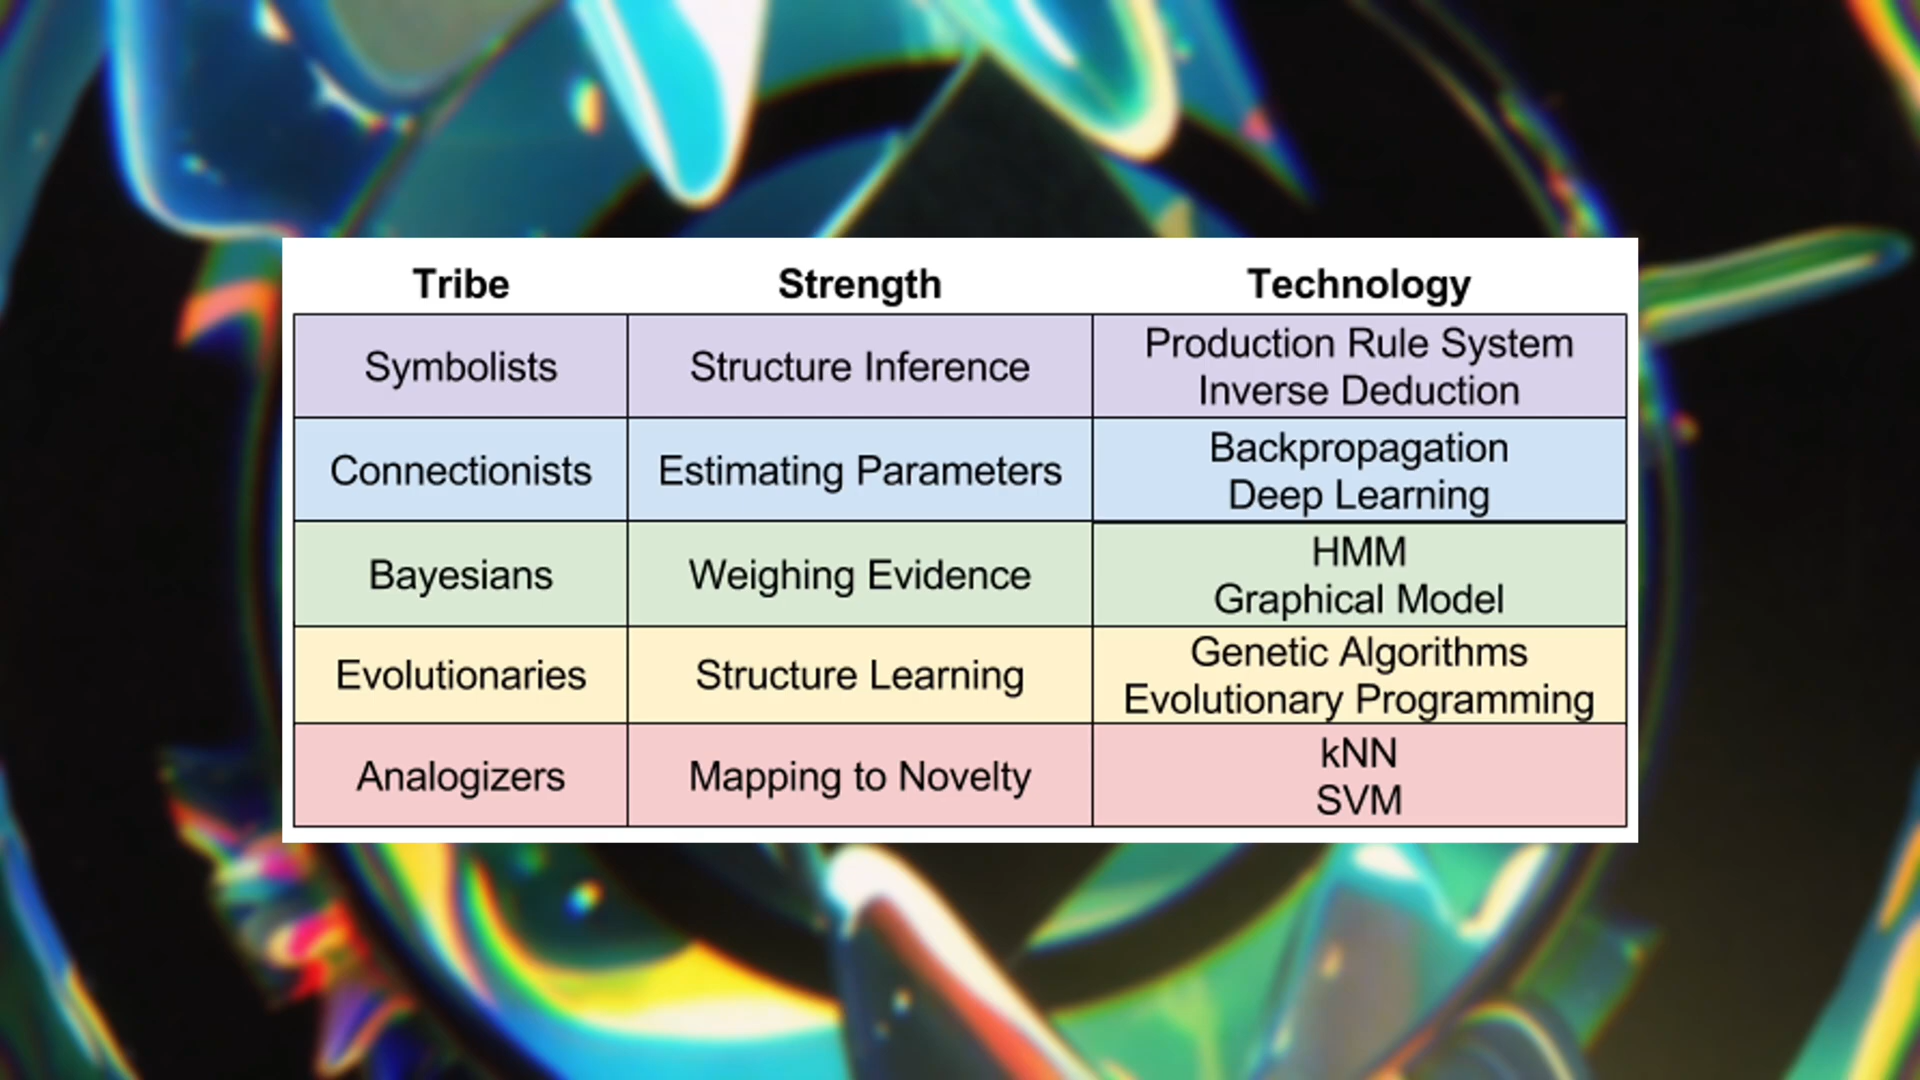 Tribe Strength Technology
Symbolists Structure Inference Production Rule System
Inverse Deduction
Connectionists Estimating Parameters Backpropagation
Deep Learning
Bayesians Weighing Evidence HMM
Graphical Model
Evolutionaries Structure Learning Genetic Algorithms
Evolutionary Programming
Analogizers Mapping to Novelty kNN
SVM